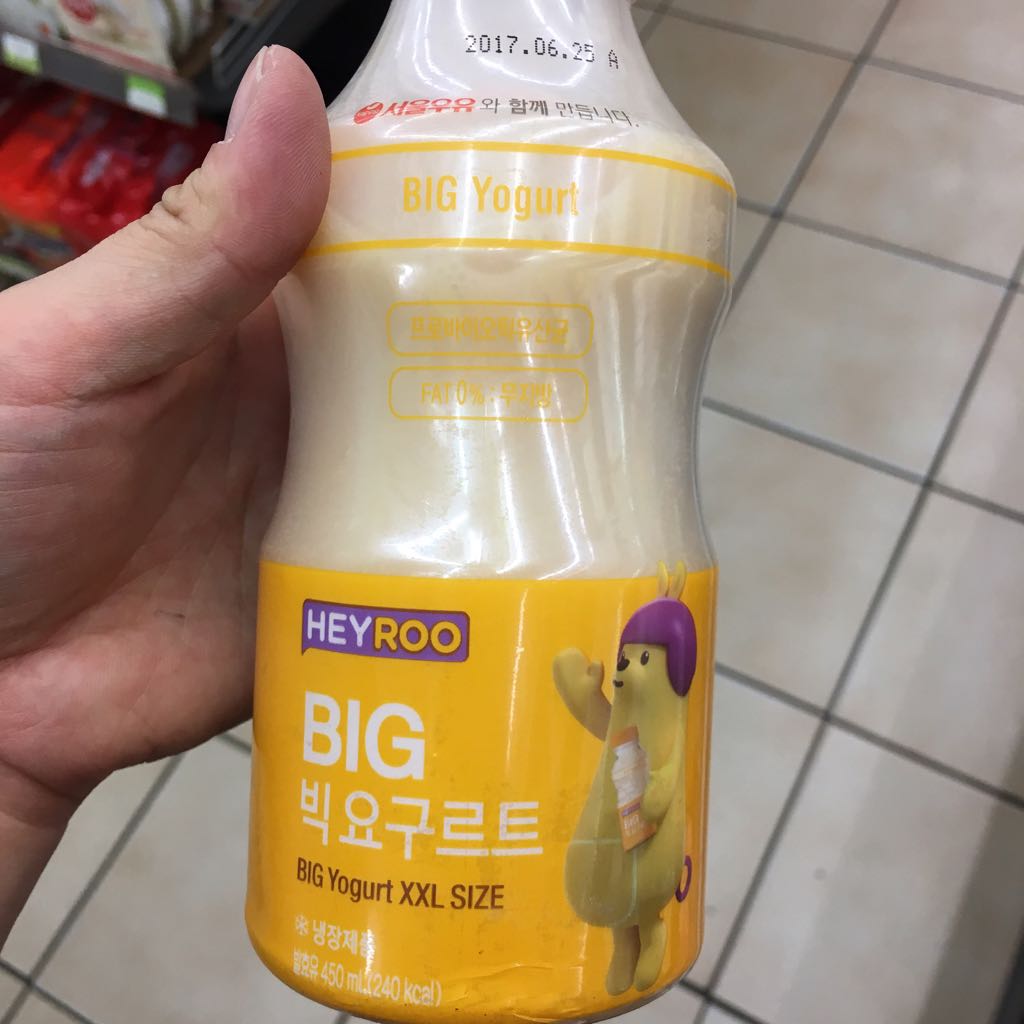 2017.06.25 A
서울우유와 함께 만듭니다.
BIG Yogurt
프로바이오틱유산균
FAT 0% : 무지방
HEYROO
BIG
빅요구르트
BIG Yogurt XXL SIZE
냉장제품
발효유 450 ml (240 kcal)